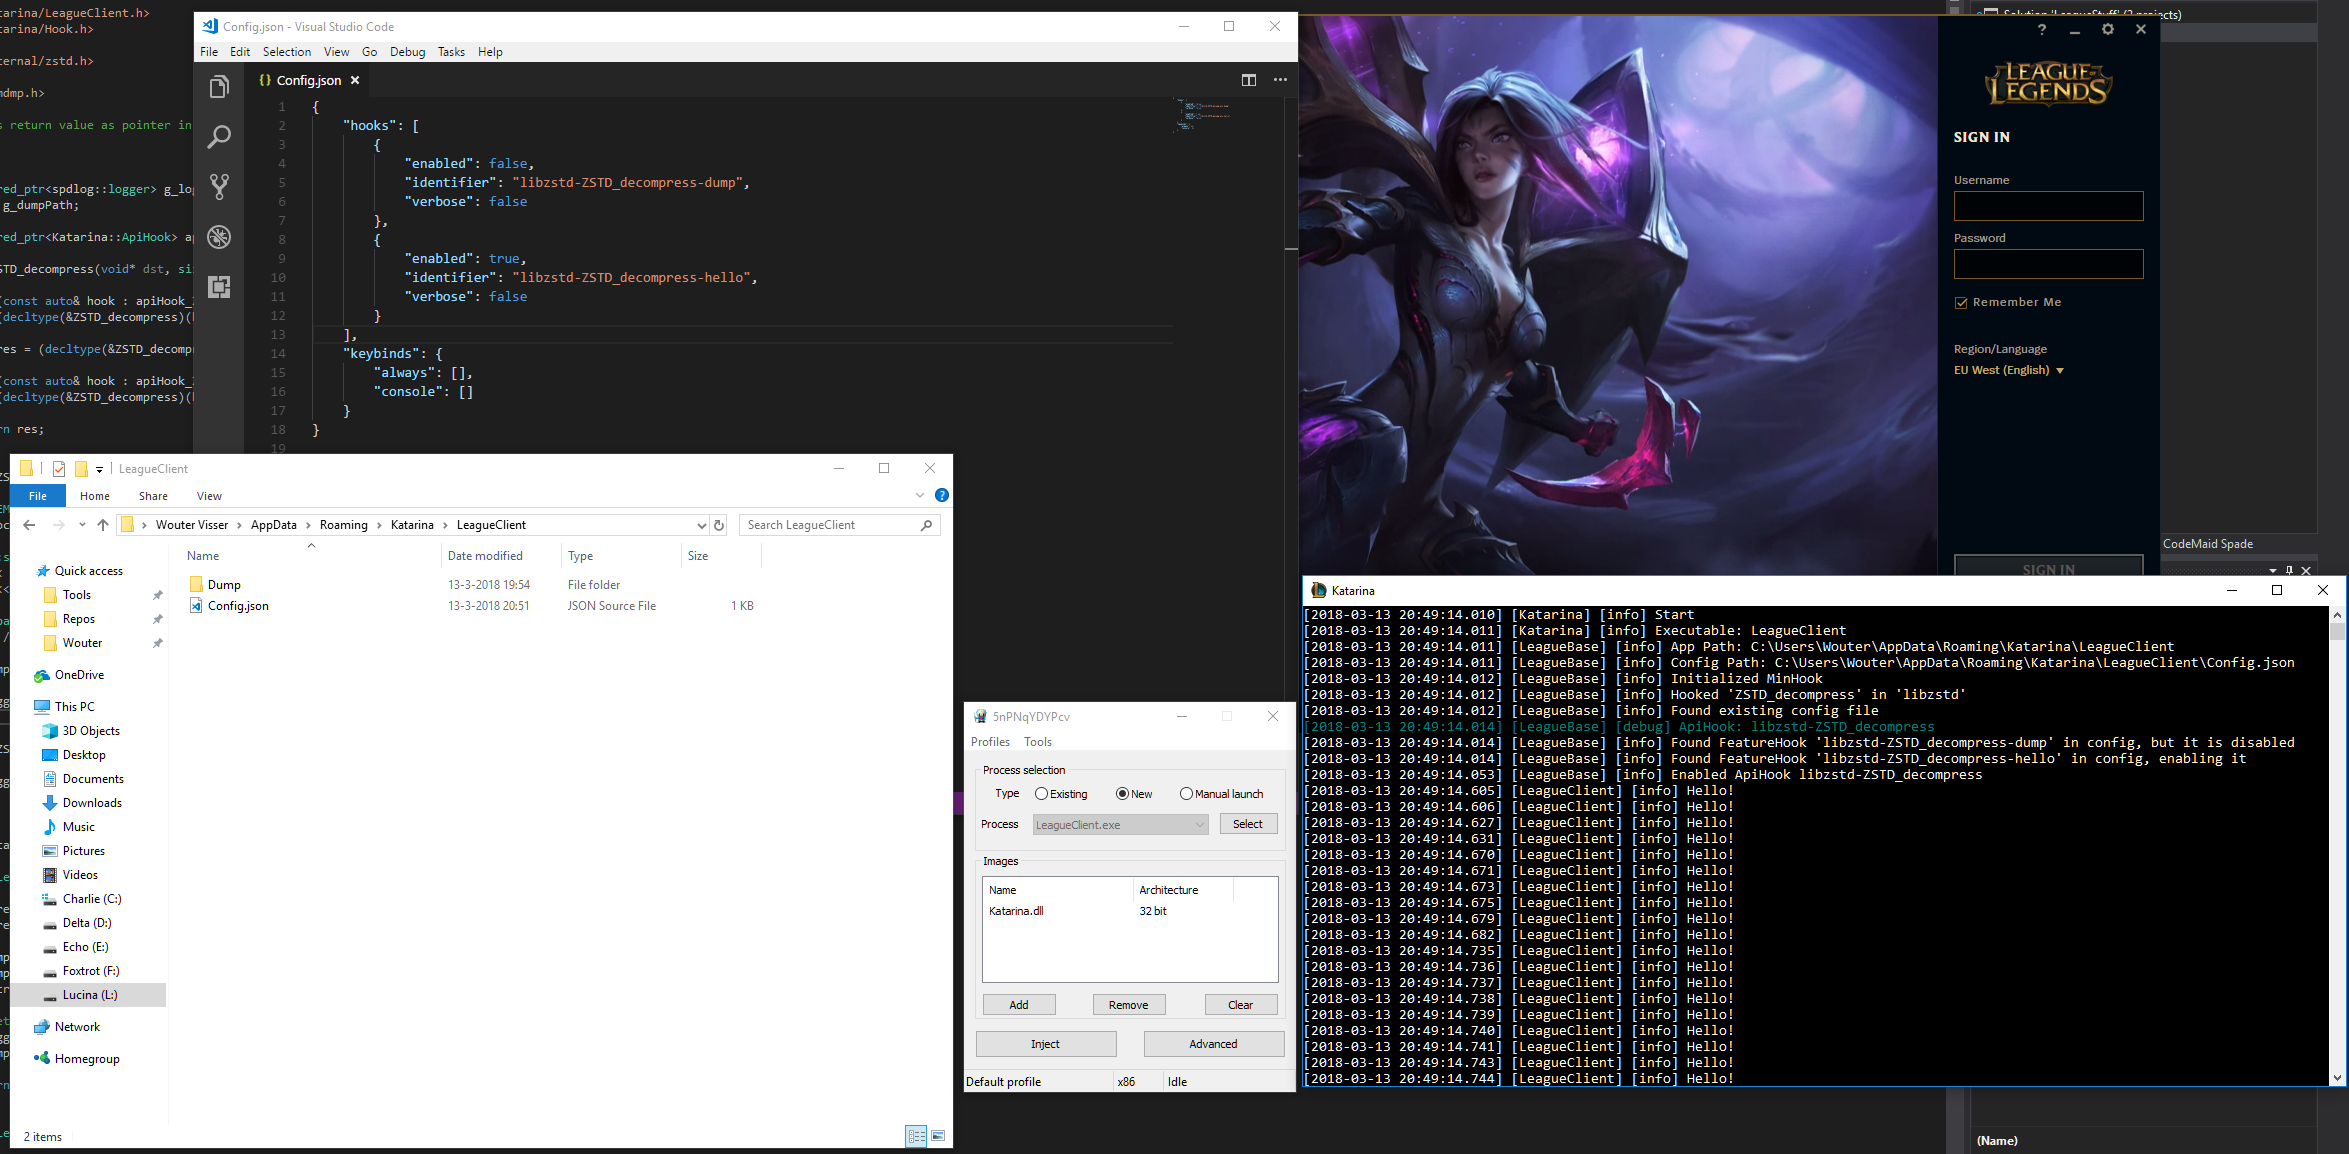 tarina/LeagueClient.h>
tarina/Hook.h>
ternal/zstd.h>
mdmp.h>
s return value as pointer in
red_ptr<spdlog::logger> g_log
g_dumpPath;
red_ptr<Katarina::ApiHook> a
STD_decompress(void* dst, si
(const auto& hook : apiHook_
(decltype(&ZSTD_decompress)(
res = (decltype(&ZSTD_decomp
(const auto& hook : apiHook_
(decltype(&ZSTD_decompress)(
rn res;
Config.json - Visual Studio Code
File Edit Selection View Go Debug Tasks Help
{} Config.json
1 {
2 "hooks": [
3 {
4 "enabled": false,
5 "identifier": "libzstd-ZSTD_decompress-dump",
6 "verbose": false
7 },
8 {
9 "enabled": true,
10 "identifier": "libzstd-ZSTD_decompress-hello",
11 "verbose": false
12 }
13 ],
14 "keybinds": {
15 "always": [],
16 "console": []
17 }
18 }
19
Solution 'LeagueStuff' (2 projects)
LEAGUE OF LEGENDS
SIGN IN
Username
Password
Remember Me
Region/Language
EU West (English)
SIGN IN
CodeMaid Spade
LeagueClient
File Home Share View
Wouter Visser > AppData > Roaming > Katarina > LeagueClient
Search LeagueClient
Name Date modified Type Size
Dump 13-3-2018 19:54 File folder
Config.json 13-3-2018 20:51 JSON Source File 1 KB
Quick access
Tools
Repos
Wouter
OneDrive
This PC
3D Objects
Desktop
Documents
Downloads
Music
Pictures
Videos
Charlie (C:)
Delta (D:)
Echo (E:)
Foxtrot (F:)
Lucina (L:)
Network
Homegroup
2 items
5nPNqYDYPcv
Profiles Tools
Process selection
Type Existing New Manual launch
Process LeagueClient.exe Select
Images
Name Architecture
Katarina.dll 32 bit
Add Remove Clear
Inject Advanced
Default profile x86 Idle
Katarina
[2018-03-13 20:49:14.010] [Katarina] [info] Start
[2018-03-13 20:49:14.011] [Katarina] [info] Executable: LeagueClient
[2018-03-13 20:49:14.011] [LeagueBase] [info] App Path: C:\Users\Wouter\AppData\Roaming\Katarina\LeagueClient
[2018-03-13 20:49:14.011] [LeagueBase] [info] Config Path: C:\Users\Wouter\AppData\Roaming\Katarina\LeagueClient\Config.json
[2018-03-13 20:49:14.012] [LeagueBase] [info] Initialized MinHook
[2018-03-13 20:49:14.012] [LeagueBase] [info] Hooked 'ZSTD_decompress' in 'libzstd'
[2018-03-13 20:49:14.012] [LeagueBase] [info] Found existing config file
[2018-03-13 20:49:14.014] [LeagueBase] [debug] ApiHook: libzstd-ZSTD_decompress
[2018-03-13 20:49:14.014] [LeagueBase] [info] Found FeatureHook 'libzstd-ZSTD_decompress-dump' in config, but it is disabled
[2018-03-13 20:49:14.014] [LeagueBase] [info] Found FeatureHook 'libzstd-ZSTD_decompress-hello' in config, enabling it
[2018-03-13 20:49:14.053] [LeagueBase] [info] Enabled ApiHook libzstd-ZSTD_decompress
[2018-03-13 20:49:14.605] [LeagueClient] [info] Hello!
[2018-03-13 20:49:14.606] [LeagueClient] [info] Hello!
[2018-03-13 20:49:14.627] [LeagueClient] [info] Hello!
[2018-03-13 20:49:14.631] [LeagueClient] [info] Hello!
[2018-03-13 20:49:14.670] [LeagueClient] [info] Hello!
[2018-03-13 20:49:14.671] [LeagueClient] [info] Hello!
[2018-03-13 20:49:14.673] [LeagueClient] [info] Hello!
[2018-03-13 20:49:14.675] [LeagueClient] [info] Hello!
[2018-03-13 20:49:14.679] [LeagueClient] [info] Hello!
[2018-03-13 20:49:14.682] [LeagueClient] [info] Hello!
[2018-03-13 20:49:14.735] [LeagueClient] [info] Hello!
[2018-03-13 20:49:14.736] [LeagueClient] [info] Hello!
[2018-03-13 20:49:14.737] [LeagueClient] [info] Hello!
[2018-03-13 20:49:14.738] [LeagueClient] [info] Hello!
[2018-03-13 20:49:14.739] [LeagueClient] [info] Hello!
[2018-03-13 20:49:14.740] [LeagueClient] [info] Hello!
[2018-03-13 20:49:14.741] [LeagueClient] [info] Hello!
[2018-03-13 20:49:14.743] [LeagueClient] [info] Hello!
[2018-03-13 20:49:14.744] [LeagueClient] [info] Hello!
(Name)